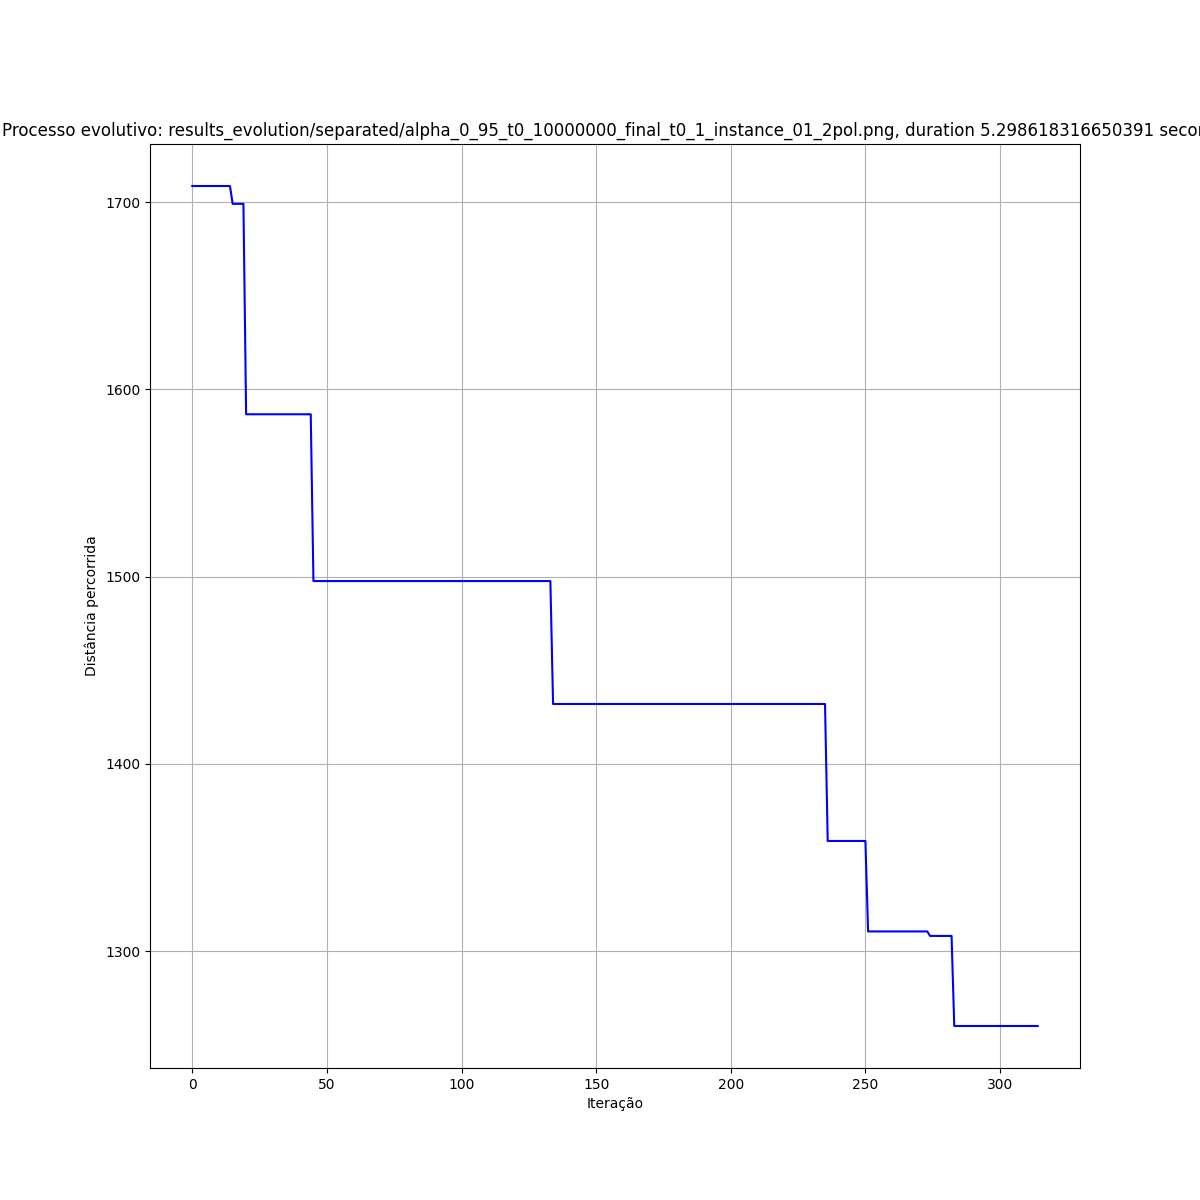 Processo evolutivo: results_evolution/separated/alpha_0_95_t0_10000000_final_t0_1_instance_01_2pol.png, duration 5.298618316650391
1700
1600
1500
1400
1300
Distância percorrida
0 50 100 150 200 250 300
Iteração